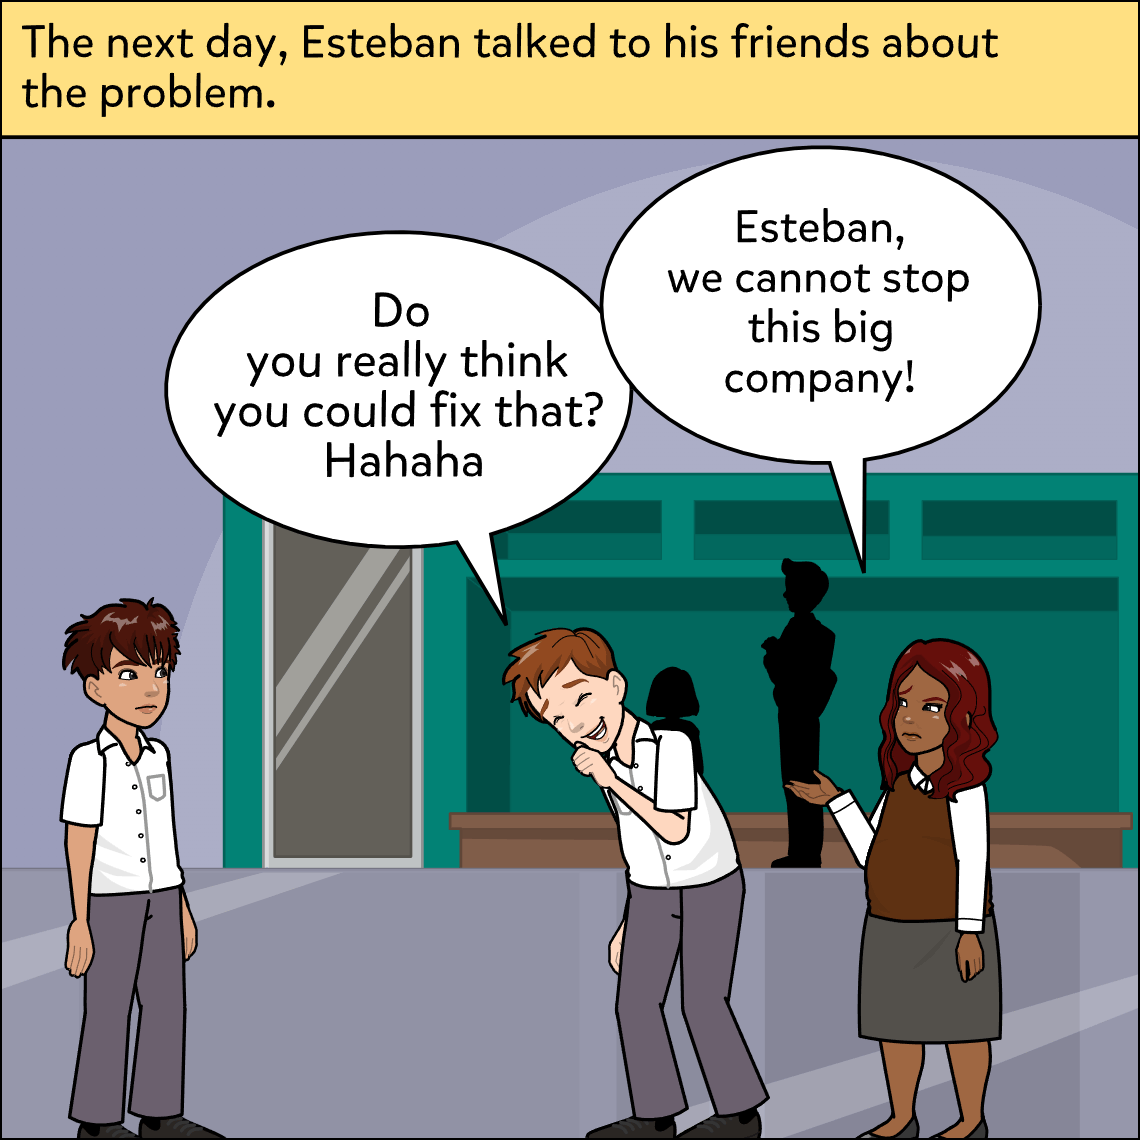 The next day, Esteban talked to his friends about
the problem.
Do
you really think
you could fix that?
Hahaha
Esteban,
we cannot stop
this big
company!